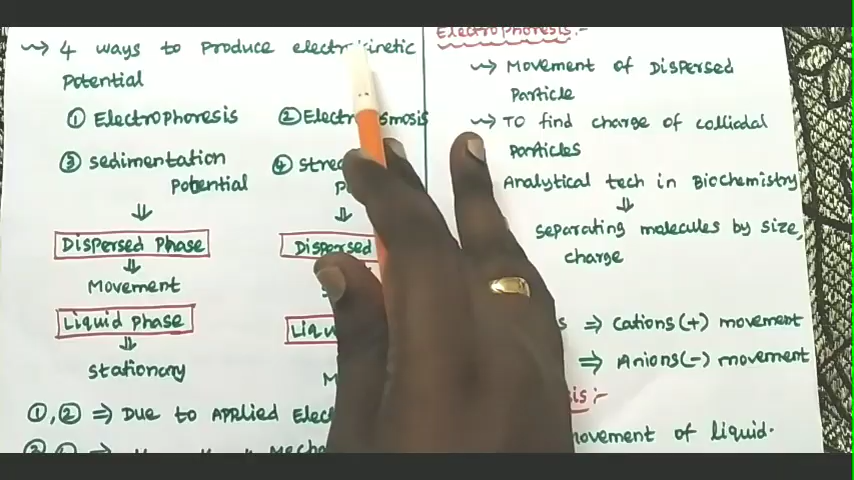 4 ways to produce electrokinetic
Potential
① Electrophoresis
③ sedimentation
Potential
④
Dispersed Phase
Dispersed
Movement
Liquid phase
Stationary
①,② ⇒ Due to Applied
Electrophoresis :-
Movement of Dispersed
Particle
To find charge of colloidal
particles
Analytical tech in Biochemistry
separating molecules by size,
charge
⇒ Cations(+) movement
⇒ Anions(-) movement
movement of liquid.